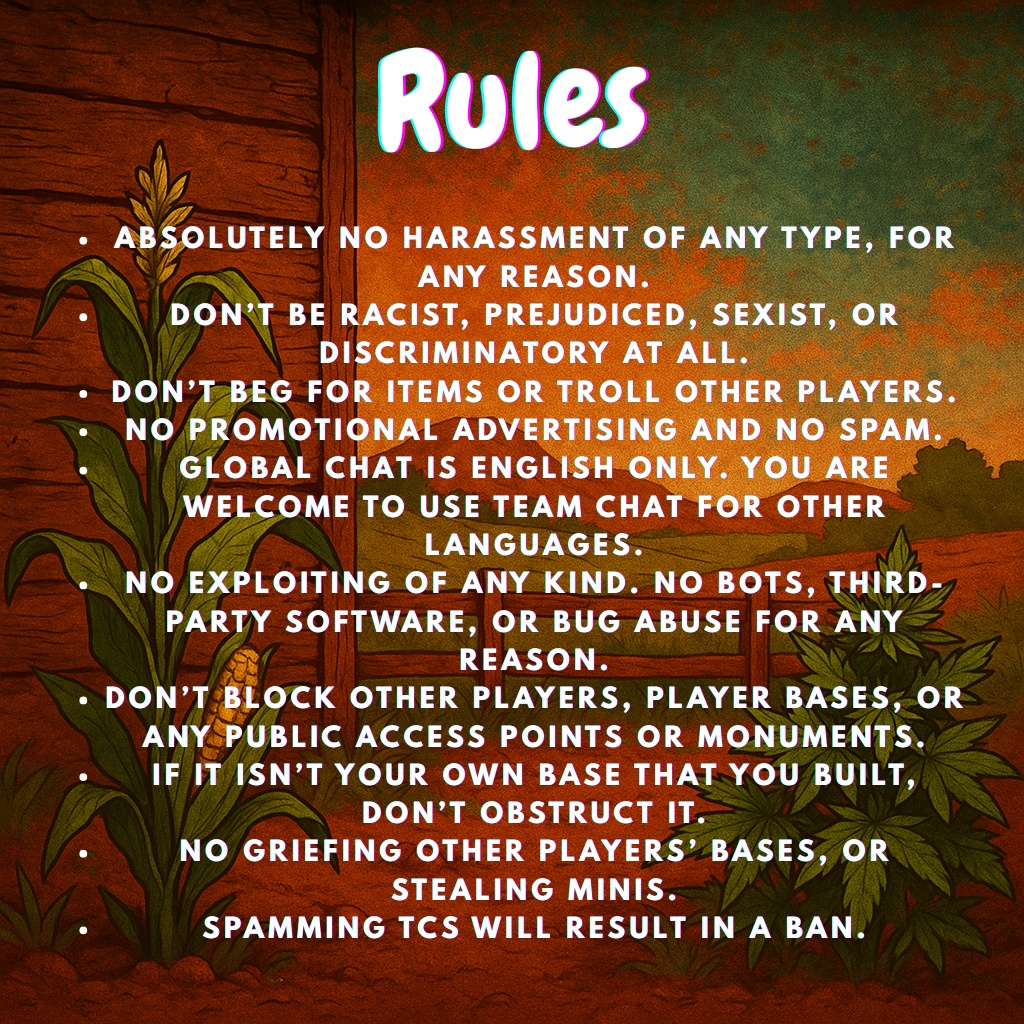 Rules
• ABSOLUTELY NO HARASSMENT OF ANY TYPE, FOR
ANY REASON.
• DON'T BE RACIST, PREJUDICED, SEXIST, OR
DISCRIMINATORY AT ALL.
• DON'T BEG FOR ITEMS OR TROLL OTHER PLAYERS.
• NO PROMOTIONAL ADVERTISING AND NO SPAM.
• GLOBAL CHAT IS ENGLISH ONLY. YOU ARE
WELCOME TO USE TEAM CHAT FOR OTHER
LANGUAGES.
• NO EXPLOITING OF ANY KIND. NO BOTS, THIRD-
PARTY SOFTWARE, OR BUG ABUSE FOR ANY
REASON.
• DON'T BLOCK OTHER PLAYERS, PLAYER BASES, OR
ANY PUBLIC ACCESS POINTS OR MONUMENTS.
• IF IT ISN'T YOUR OWN BASE THAT YOU BUILT,
DON'T OBSTRUCT IT.
• NO GRIEFING OTHER PLAYERS' BASES, OR
STEALING MINIS.
• SPAMMING TCS WILL RESULT IN A BAN.